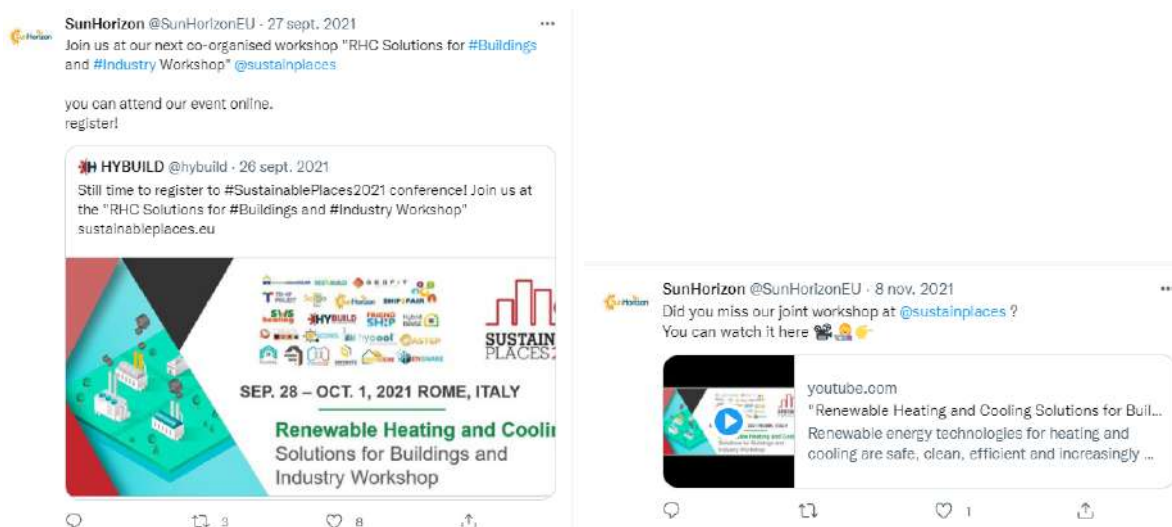 SunHorizon @SunHorizonEU · 27 sept. 2021
Join us at our next co-organised workshop "RHC Solutions for #Buildings
and #Industry Workshop" @sustainplaces
you can attend our event online.
register!
HYBUILD @hybuild · 26 sept. 2021
Still time to register to #SustainablePlaces2021 conference! Join us at
the "RHC Solutions for #Buildings and #Industry Workshop"
sustainableplaces.eu
SunHorizon
SHIP2FAIR
HYBUILD
FRIENDSHIP
SUSTAIN
PLACES
SEP. 28 – OCT. 1, 2021 ROME, ITALY
Renewable Heating and Coolin
Solutions for Buildings and
Industry Workshop
3
8
SunHorizon @SunHorizonEU · 8 nov. 2021
Did you miss our joint workshop at @sustainplaces ?
You can watch it here
youtube.com
"Renewable Heating and Cooling Solutions for Buil...
Renewable energy technologies for heating and
cooling are safe, clean, efficient and increasingly ...
1